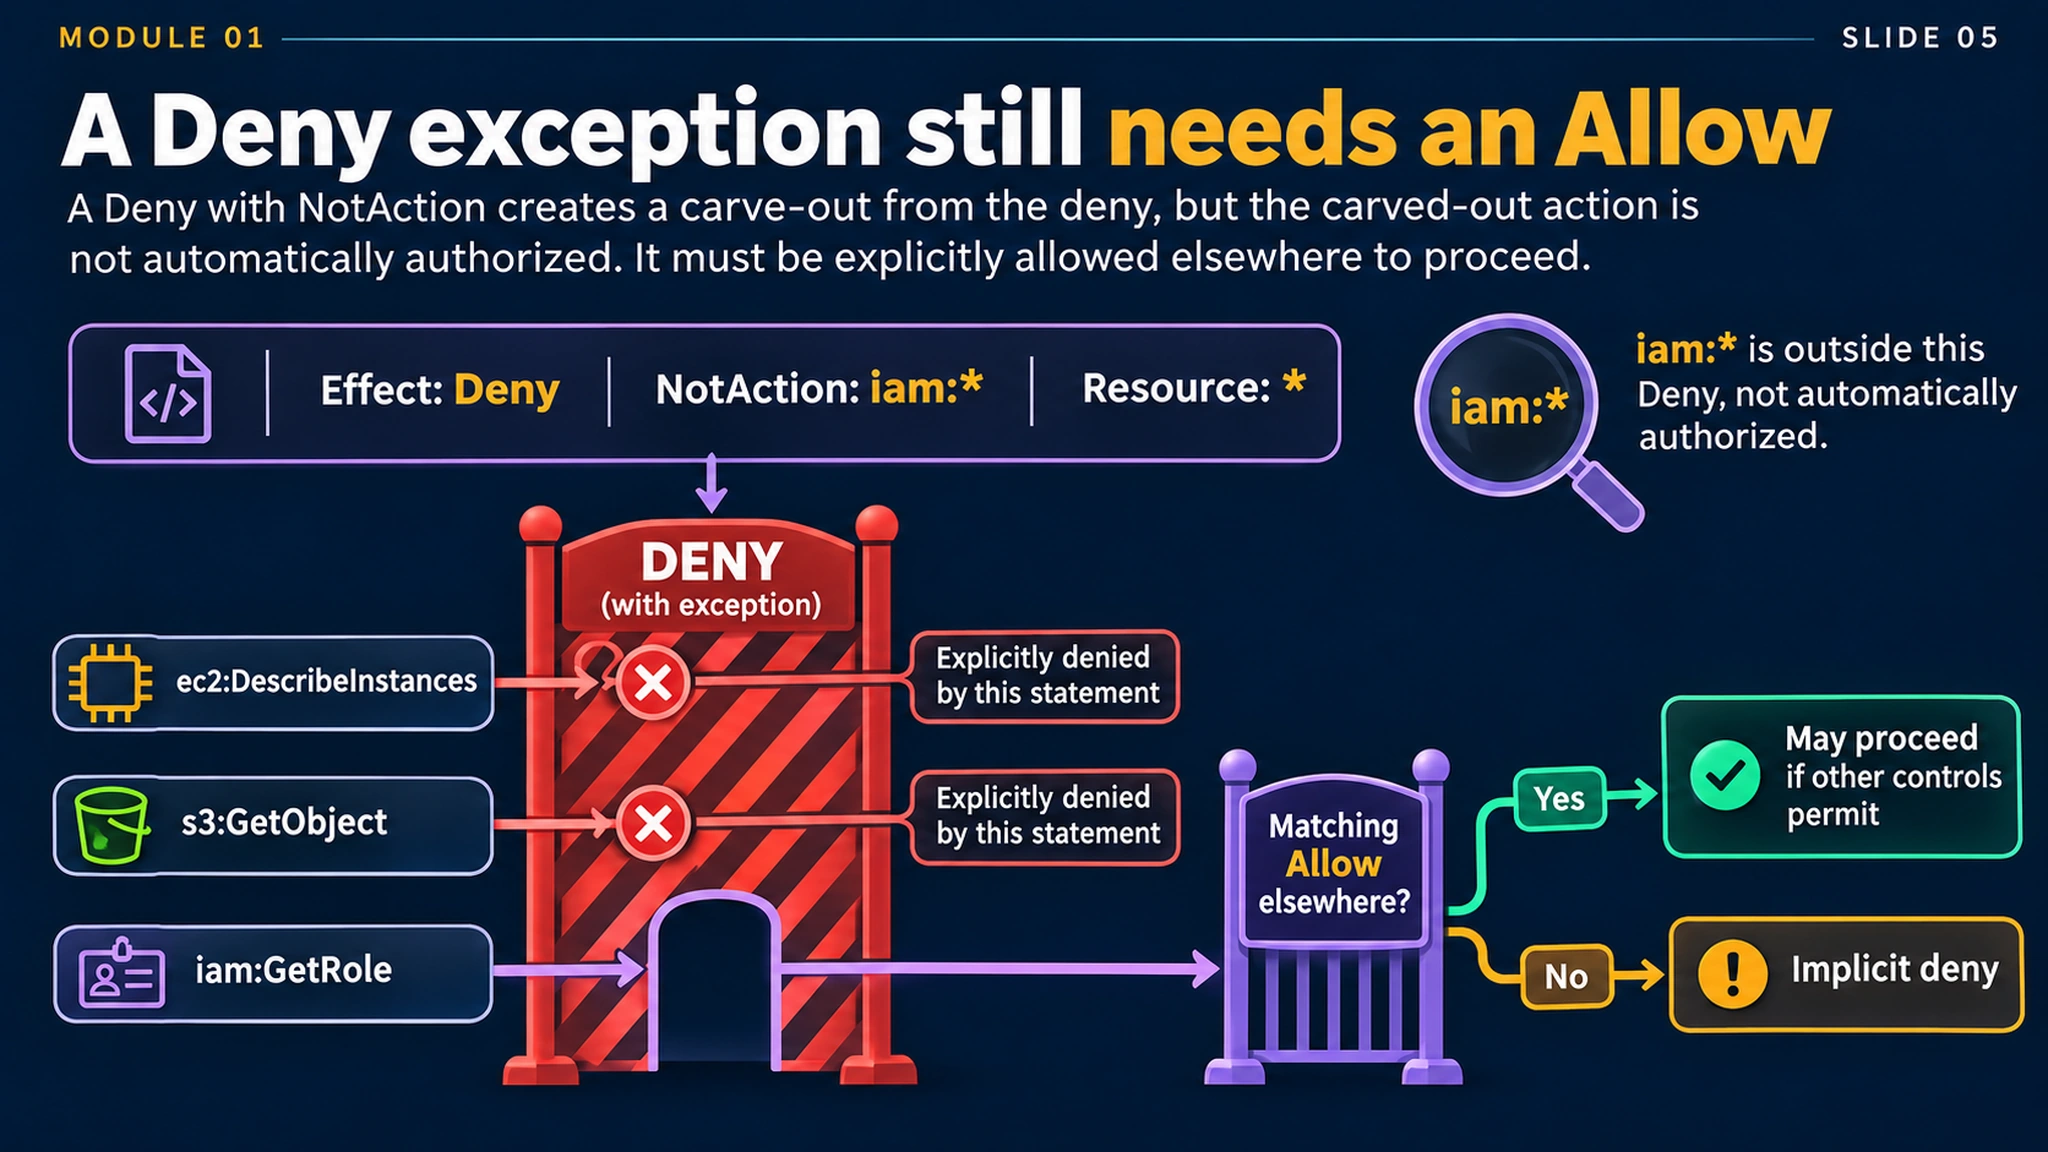 MODULE 01
SLIDE 05
A Deny exception still needs an Allow
A Deny with NotAction creates a carve-out from the deny, but the carved-out action is
not automatically authorized. It must be explicitly allowed elsewhere to proceed.
</>
Effect: Deny
NotAction: iam:*
Resource: *
iam:*
iam:* is outside this
Deny, not automatically
authorized.
DENY
(with exception)
ec2:DescribeInstances
Explicitly denied
by this statement
s3:GetObject
Explicitly denied
by this statement
iam:GetRole
Matching
Allow
elsewhere?
Yes
May proceed
if other controls
permit
No
Implicit deny